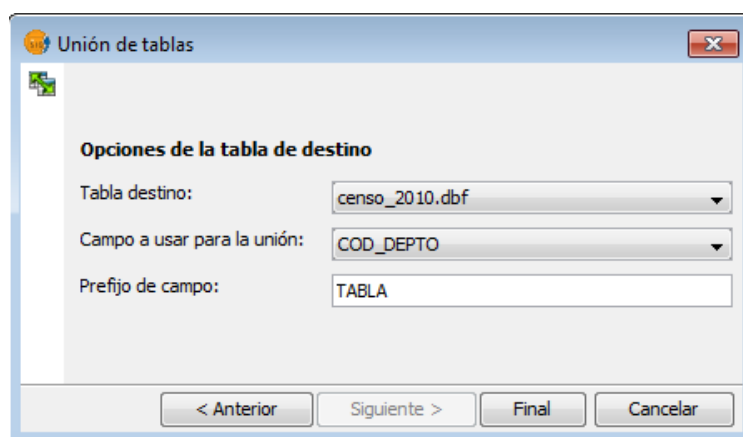 Unión de tablas
Opciones de la tabla de destino
Tabla destino: censo_2010.dbf
Campo a usar para la unión: COD_DEPTO
Prefijo de campo: TABLA
< Anterior Siguiente > Final Cancelar